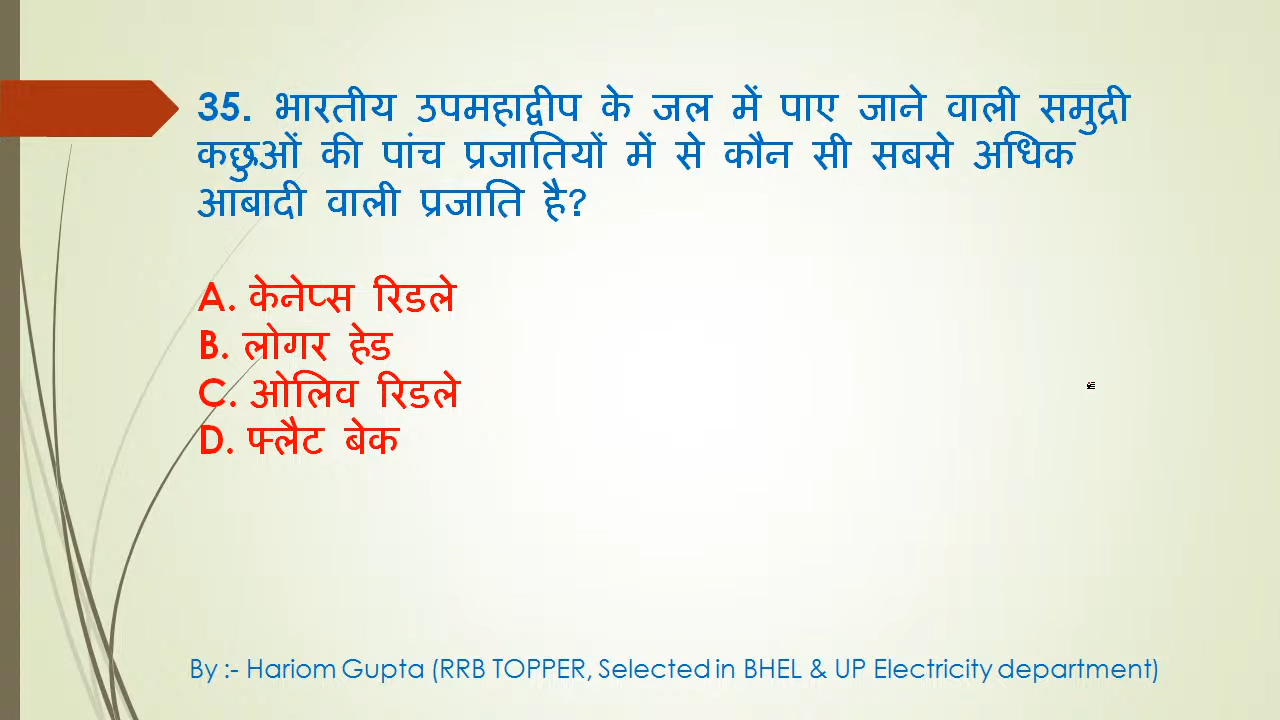 35. भारतीय उपमहाद्वीप के जल में पाए जाने वाली समुद्री
कछुओं की पांच प्रजातियों में से कौन सी सबसे अधिक
आबादी वाली प्रजाति है?
A. केनेप्स रिडले
B. लोगर हेड
C. ओलिव रिडले
D. फ्लैट बेक
By :- Hariom Gupta (RRB TOPPER, Selected in BHEL & UP Electricity department)